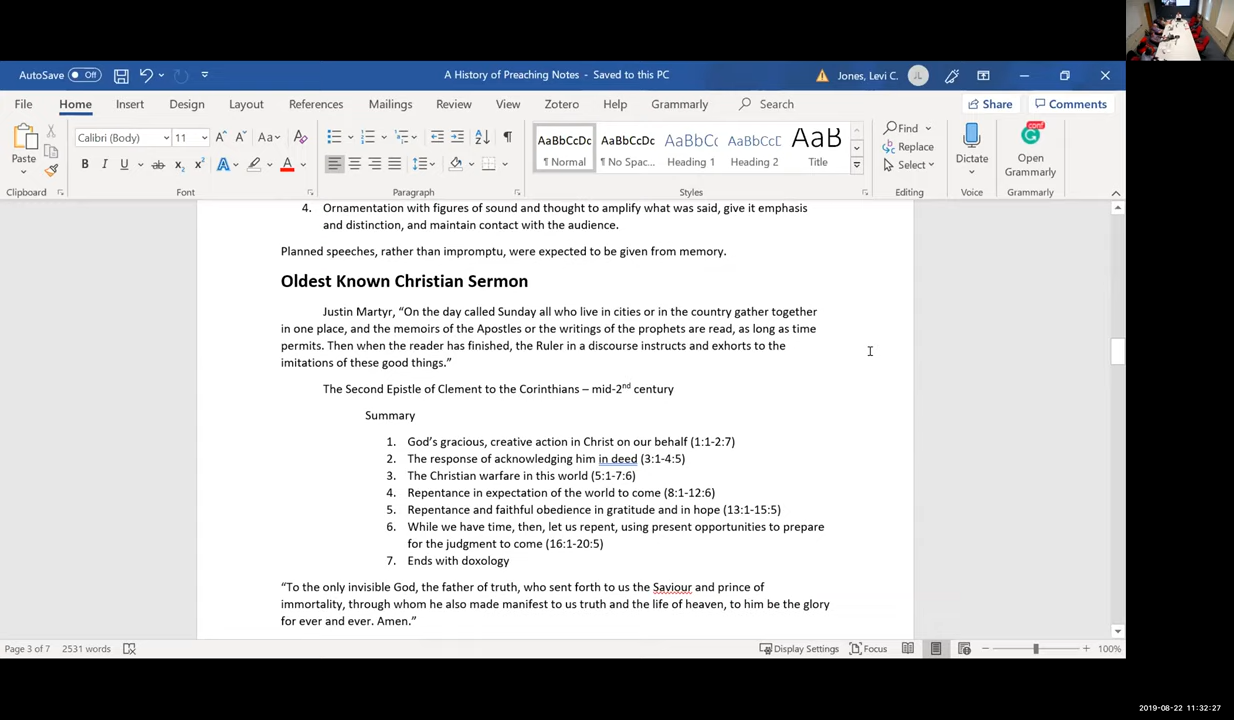 AutoSave Off
A History of Preaching Notes - Saved to this PC
Jones, Levi C. JL
File Home Insert Design Layout References Mailings Review View Zotero Help Grammarly Search Share Comments
Paste
Calibri (Body) 11
AaBbCcDc AaBbCcDc AaBbCc AaBbCcD AaB
¶ Normal ¶ No Spac... Heading 1 Heading 2 Title
Find
Replace
Select
Dictate
Open
Grammarly
Clipboard Font Paragraph Styles Editing Voice Grammarly
4. Ornamentation with figures of sound and thought to amplify what was said, give it emphasis
and distinction, and maintain contact with the audience.
Planned speeches, rather than impromptu, were expected to be given from memory.
Oldest Known Christian Sermon
Justin Martyr, “On the day called Sunday all who live in cities or in the country gather together
in one place, and the memoirs of the Apostles or the writings of the prophets are read, as long as time
permits. Then when the reader has finished, the Ruler in a discourse instructs and exhorts to the
imitations of these good things.”
The Second Epistle of Clement to the Corinthians – mid-2nd century
Summary
1. God’s gracious, creative action in Christ on our behalf (1:1-2:7)
2. The response of acknowledging him in deed (3:1-4:5)
3. The Christian warfare in this world (5:1-7:6)
4. Repentance in expectation of the world to come (8:1-12:6)
5. Repentance and faithful obedience in gratitude and in hope (13:1-15:5)
6. While we have time, then, let us repent, using present opportunities to prepare
for the judgment to come (16:1-20:5)
7. Ends with doxology
“To the only invisible God, the father of truth, who sent forth to us the Saviour and prince of
immortality, through whom he also made manifest to us truth and the life of heaven, to him be the glory
for ever and ever. Amen.”
Page 3 of 7 2531 words Display Settings Focus 100%
2019-08-22 11:32:27